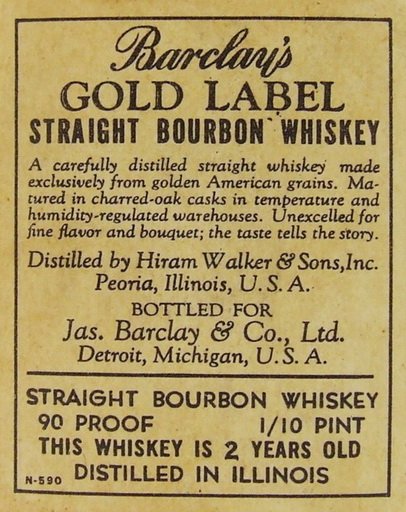 Barclay's
GOLD LABEL
STRAIGHT BOURBON WHISKEY
A carefully distilled straight whiskey made
exclusively from golden American grains. Ma-
tured in charred-oak casks in temperature and
humidity-regulated warehouses. Unexcelled for
fine flavor and bouquet; the taste tells the story.
Distilled by Hiram Walker & Sons, Inc.
Peoria, Illinois, U. S. A.
BOTTLED FOR
Jas. Barclay & Co., Ltd.
Detroit, Michigan, U. S. A.
STRAIGHT BOURBON WHISKEY
90 PROOF 1/10 PINT
THIS WHISKEY IS 2 YEARS OLD
N-590 DISTILLED IN ILLINOIS